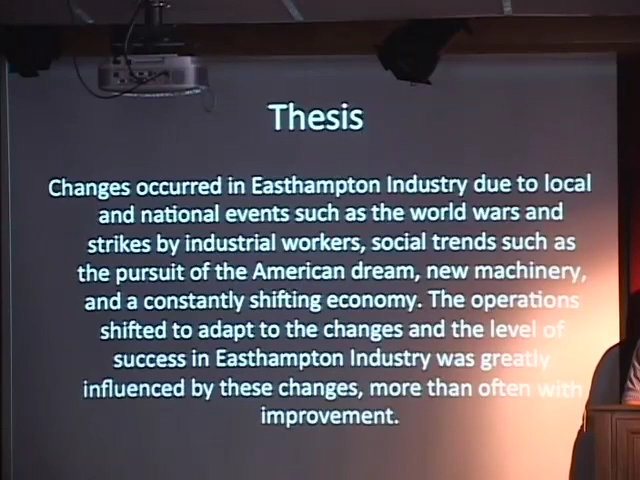 Thesis
Changes occurred in Easthampton Industry due to local
and national events such as the world wars and
strikes by industrial workers, social trends such as
the pursuit of the American dream, new machinery,
and a constantly shifting economy. The operations
shifted to adapt to the changes and the level of
success in Easthampton Industry was greatly
influenced by these changes, more than often with
improvement.